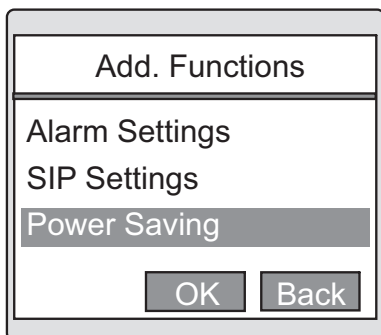 Add. Functions
Alarm Settings
SIP Settings
Power Saving
OK Back